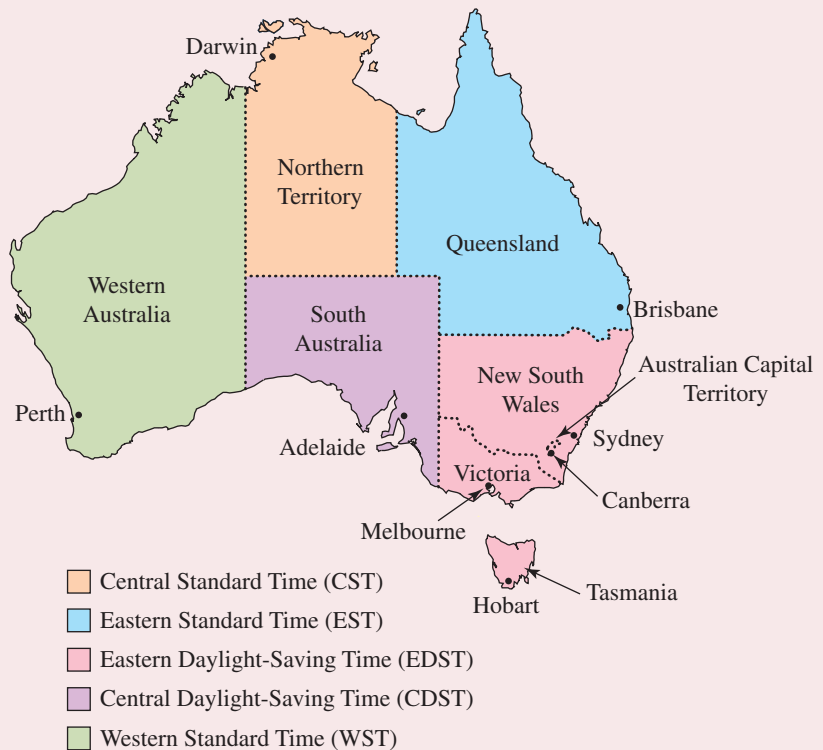 Darwin
Northern
Territory
Queensland
Western
Australia
South
Australia
Brisbane
New South
Wales
Australian Capital
Territory
Perth
Adelaide
Sydney
Victoria
Canberra
Melbourne
Hobart
Tasmania
Central Standard Time (CST)
Eastern Standard Time (EST)
Eastern Daylight-Saving Time (EDST)
Central Daylight-Saving Time (CDST)
Western Standard Time (WST)